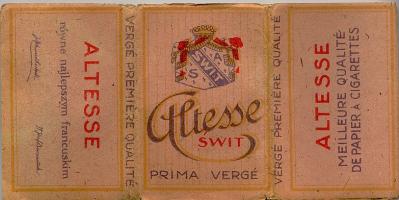 ALTESSE
równe najlepszym francuskim
VERGÉ PREMIÈRE QUALITÉ
S A
SWIT
S
Altesse
SWIT
PRIMA VERGÉ
VERGÉ PREMIÈRE QUALITÉ
ALTESSE
MEILLEURE QUALITÉ
DE PAPIER À CIGARETTES